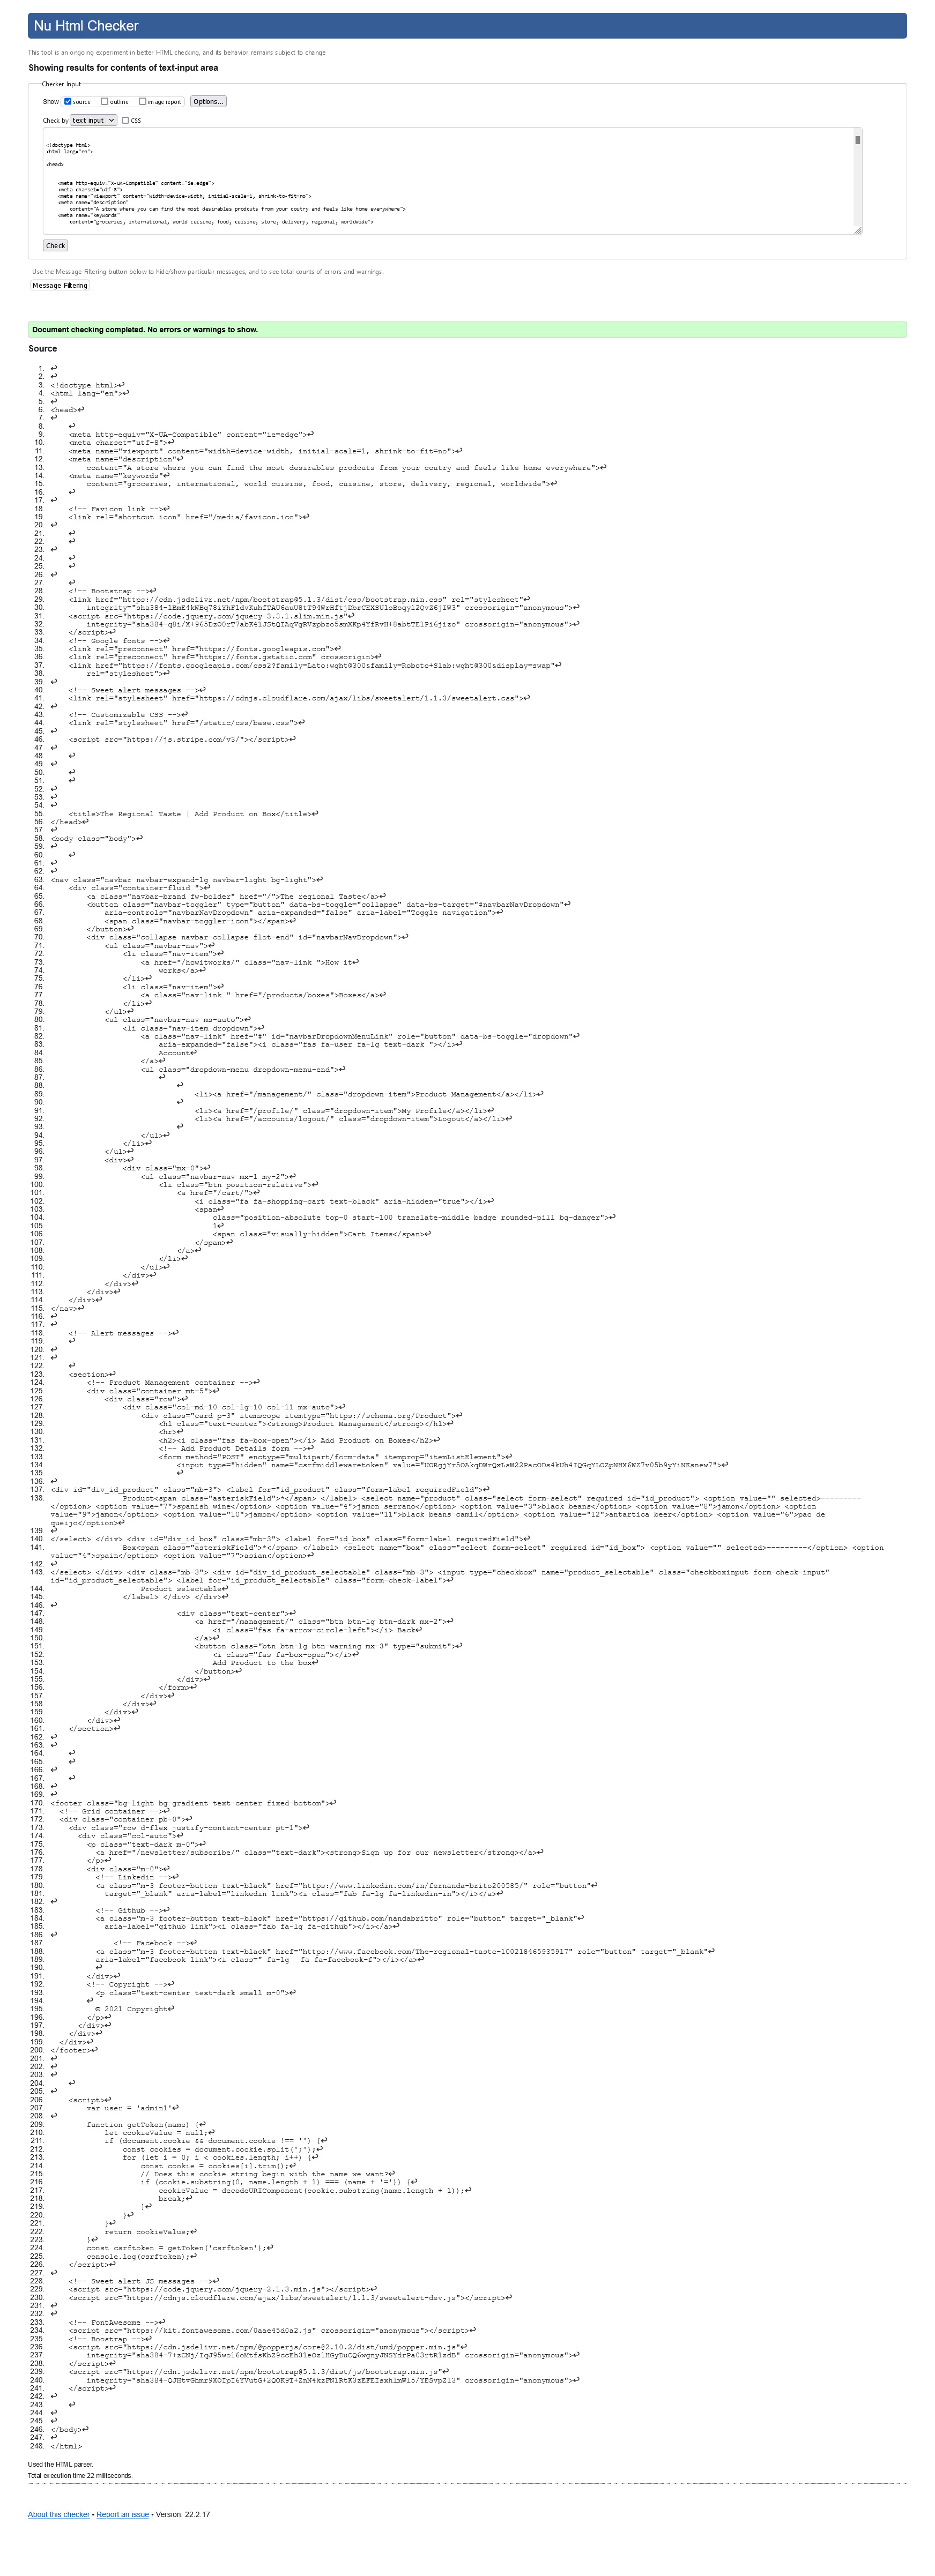 Nu Html Checker
This tool is an ongoing experiment in better HTML checking, and its behavior remains subject to change
Showing results for contents of text-input area
Checker Input
Show source outline image report Options...
Check by text input CSS
<!doctype html>
<html lang="en">
<head>
<meta http-equiv="X-UA-Compatible" content="ie=edge">
<meta charset="utf-8">
<meta name="viewport" content="width=device-width, initial-scale=1, shrink-to-fit=no">
<meta name="description"
content="A store where you can find the most desirables prodcuts from your coutry and feels like home everywhere">
<meta name="keywords"
content="groceries, international, world cuisine, food, cuisine, store, delivery, regional, worldwide">
Check
Use the Message Filtering button below to hide/show particular messages, and to see total counts of errors and warnings.
Message Filtering
Document checking completed. No errors or warnings to show.
Source
1. ↩
2. ↩
3. <!doctype html>↩
4. <html lang="en">↩
5. ↩
6. <head>↩
7. ↩
8. ↩
9. <meta http-equiv="X-UA-Compatible" content="ie=edge">↩
10. <meta charset="utf-8">↩
11. <meta name="viewport" content="width=device-width, initial-scale=1, shrink-to-fit=no">↩
12. <meta name="description"↩
13. content="A store where you can find the most desirables prodcuts from your coutry and feels like home everywhere">↩
14. <meta name="keywords"↩
15. content="groceries, international, world cuisine, food, cuisine, store, delivery, regional, worldwide">↩
16. ↩
17. ↩
18. <!-- Favicon link -->↩
19. <link rel="shortcut icon" href="/media/favicon.ico">↩
20. ↩
21. ↩
22. ↩
23. ↩
24. ↩
25. ↩
26. ↩
27. ↩
28. <!-- Bootstrap -->↩
29. <link href="https://cdn.jsdelivr.net/npm/bootstrap@5.1.3/dist/css/bootstrap.min.css" rel="stylesheet"↩
30. integrity="sha384-1BmE4kWBq78iYhFldvKuhfTAU6auU8tT94WrHftjDbrCEXSU1oBoqyl2QvZ6jIW3" crossorigin="anonymous">↩
31. <script src="https://code.jquery.com/jquery-3.3.1.slim.min.js"↩
32. integrity="sha384-q8i/X+965DzO0rT7abK41JStQIAqVgRVzpbzo5smXKp4YfRvH+8abtTE1Pi6jizo" crossorigin="anonymous">↩
33. </script>↩
34. <!-- Google fonts -->↩
35. <link rel="preconnect" href="https://fonts.googleapis.com">↩
36. <link rel="preconnect" href="https://fonts.gstatic.com" crossorigin>↩
37. <link href="https://fonts.googleapis.com/css2?family=Lato:wght@300&family=Roboto+Slab:wght@300&display=swap"↩
38. rel="stylesheet">↩
39. ↩
40. <!-- Sweet alert messages -->↩
41. <link rel="stylesheet" href="https://cdnjs.cloudflare.com/ajax/libs/sweetalert/1.1.3/sweetalert.css">↩
42. ↩
43. <!-- Customizable CSS -->↩
44. <link rel="stylesheet" href="/static/css/base.css">↩
45. ↩
46. <script src="https://js.stripe.com/v3/"></script>↩
47. ↩
48. ↩
49. ↩
50. ↩
51. ↩
52. ↩
53. ↩
54. ↩
55. <title>The Regional Taste | Add Product on Box</title>↩
56. </head>↩
57. ↩
58. <body class="body">↩
59. ↩
60. ↩
61. ↩
62. ↩
63. <nav class="navbar navbar-expand-lg navbar-light bg-light">↩
64. <div class="container-fluid ">↩
65. <a class="navbar-brand fw-bolder" href="/">The regional Taste</a>↩
66. <button class="navbar-toggler" type="button" data-bs-toggle="collapse" data-bs-target="#navbarNavDropdown"↩
67. aria-controls="navbarNavDropdown" aria-expanded="false" aria-label="Toggle navigation">↩
68. <span class="navbar-toggler-icon"></span>↩
69. </button>↩
70. <div class="collapse navbar-collapse flot-end" id="navbarNavDropdown">↩
71. <ul class="navbar-nav">↩
72. <li class="nav-item">↩
73. <a href="/howitworks/" class="nav-link ">How it↩
74. works</a>↩
75. </li>↩
76. <li class="nav-item">↩
77. <a class="nav-link " href="/products/boxes">Boxes</a>↩
78. </li>↩
79. </ul>↩
80. <ul class="navbar-nav ms-auto">↩
81. <li class="nav-item dropdown">↩
82. <a class="nav-link" href="#" id="navbarDropdownMenuLink" role="button" data-bs-toggle="dropdown"↩
83. aria-expanded="false"><i class="fas fa-user fa-lg text-dark "></i>↩
84. Account↩
85. </a>↩
86. <ul class="dropdown-menu dropdown-menu-end">↩
87. ↩
88. ↩
89. <li><a href="/management/" class="dropdown-item">Product Management</a></li>↩
90. ↩
91. <li><a href="/profile/" class="dropdown-item">My Profile</a></li>↩
92. <li><a href="/accounts/logout/" class="dropdown-item">Logout</a></li>↩
93. ↩
94. </ul>↩
95. </li>↩
96. </ul>↩
97. <div>↩
98. <div class="mx-0">↩
99. <ul class="navbar-nav mx-1 my-2">↩
100. <li class="btn position-relative">↩
101. <a href="/cart/">↩
102. <i class="fa fa-shopping-cart text-black" aria-hidden="true"></i>↩
103. <span↩
104. class="position-absolute top-0 start-100 translate-middle badge rounded-pill bg-danger">↩
105. 1↩
106. <span class="visually-hidden">Cart Items</span>↩
107. </span>↩
108. </a>↩
109. </li>↩
110. </ul>↩
111. </div>↩
112. </div>↩
113. </div>↩
114. </div>↩
115. </nav>↩
116. ↩
117. ↩
118. <!-- Alert messages -->↩
119. ↩
120. ↩
121. ↩
122. ↩
123. <section>↩
124. <!-- Product Management container -->↩
125. <div class="container mt-5">↩
126. <div class="row">↩
127. <div class="col-md-10 col-lg-10 col-11 mx-auto">↩
128. <div class="card p-3" itemscope itemtype="https://schema.org/Product">↩
129. <h1 class="text-center"><strong>Product Management</strong></h1>↩
130. <hr>↩
131. <h2><i class="fas fa-box-open"></i> Add Product on Boxes</h2>↩
132. <!-- Add Product Details form -->↩
133. <form method="POST" enctype="multipart/form-data" itemprop="itemListElement">↩
134. <input type="hidden" name="csrfmiddlewaretoken" value="UORgjYr5OAkqDWrQxLsW22PacODs4kUh4IQGqYLOZpNHX6WZ7v05b9yYiNKsnew7">↩
135. ↩
136. ↩
137. <div id="div_id_product" class="mb-3"> <label for="id_product" class="form-label requiredField">↩
138. Product<span class="asteriskField">*</span> </label> <select name="product" class="select form-select" required id="id_product"> <option value="" selected>---------
</option> <option value="7">spanish wine</option> <option value="4">jamon serran</option> <option value="3">black beans</option> <option value="8">jamon</option> <option
value="9">jamon</option> <option value="10">jamon</option> <option value="11">black beans camil</option> <option value="12">antartica beer</option> <option value="6">pao de
queijo</option>↩
139. ↩
140. </select> </div> <div id="div_id_box" class="mb-3"> <label for="id_box" class="form-label requiredField">↩
141. Box<span class="asteriskField">*</span> </label> <select name="box" class="select form-select" required id="id_box"> <option value="" selected>---------</option> <option
value="4">spain</option> <option value="7">asian</option>↩
142. ↩
143. </select> </div> <div class="mb-3"> <div id="div_id_product_selectable" class="mb-3"> <input type="checkbox" name="product_selectable" class="checkboxinput form-check-input"
id="id_product_selectable"> <label for="id_product_selectable" class="form-check-label">↩
144. Product selectable↩
145. </label> </div> </div>↩
146. ↩
147. <div class="text-center">↩
148. <a href="/management/" class="btn btn-lg btn-dark mx-2">↩
149. <i class="fas fa-arrow-circle-left"></i> Back↩
150. </a>↩
151. <button class="btn btn-lg btn-warning mx-3" type="submit">↩
152. <i class="fas fa-box-open"></i>↩
153. Add Product to the box↩
154. </button>↩
155. </div>↩
156. </form>↩
157. </div>↩
158. </div>↩
159. </div>↩
160. </div>↩
161. </section>↩
162. ↩
163. ↩
164. ↩
165. ↩
166. ↩
167. ↩
168. ↩
169. ↩
170. <footer class="bg-light bg-gradient text-center fixed-bottom">↩
171. <!-- Grid container -->↩
172. <div class="container pb-0">↩
173. <div class="row d-flex justify-content-center pt-1">↩
174. <div class="col-auto">↩
175. <p class="text-dark m-0">↩
176. <a href="/newsletter/subscribe/" class="text-dark"><strong>Sign up for our newsletter</strong></a>↩
177. </p>↩
178. <div class="m-0">↩
179. <!-- Linkedin -->↩
180. <a class="m-3 footer-button text-black" href="https://www.linkedin.com/in/fernanda-brito200585/" role="button"↩
181. target="_blank" aria-label="linkedin link"><i class="fab fa-lg fa-linkedin-in"></i></a>↩
182. ↩
183. <!-- Github -->↩
184. <a class="m-3 footer-button text-black" href="https://github.com/nandabritto" role="button" target="_blank"↩
185. aria-label="github link"><i class="fab fa-lg fa-github"></i></a>↩
186. ↩
187. <!-- Facebook -->↩
188. <a class="m-3 footer-button text-black" href="https://www.facebook.com/The-regional-taste-100218465935917" role="button" target="_blank"↩
189. aria-label="facebook link"><i class=" fa-lg  fa fa-facebook-f"></i></a>↩
190. ↩
191. </div>↩
192. <!-- Copyright -->↩
193. <p class="text-center text-dark small m-0">↩
194. ↩
195. © 2021 Copyright↩
196. </p>↩
197. </div>↩
198. </div>↩
199. </div>↩
200. </footer>↩
201. ↩
202. ↩
203. ↩
204. ↩
205. ↩
206. <script>↩
207. var user = 'admin1'↩
208. ↩
209. function getToken(name) {↩
210. let cookieValue = null;↩
211. if (document.cookie && document.cookie !== '') {↩
212. const cookies = document.cookie.split(';');↩
213. for (let i = 0; i < cookies.length; i++) {↩
214. const cookie = cookies[i].trim();↩
215. // Does this cookie string begin with the name we want?↩
216. if (cookie.substring(0, name.length + 1) === (name + '=')) {↩
217. cookieValue = decodeURIComponent(cookie.substring(name.length + 1));↩
218. break;↩
219. }↩
220. }↩
221. }↩
222. return cookieValue;↩
223. }↩
224. const csrftoken = getToken('csrftoken');↩
225. console.log(csrftoken);↩
226. </script>↩
227. ↩
228. <!-- Sweet alert JS messages -->↩
229. <script src="https://code.jquery.com/jquery-2.1.3.min.js"></script>↩
230. <script src="https://cdnjs.cloudflare.com/ajax/libs/sweetalert/1.1.3/sweetalert-dev.js"></script>↩
231. ↩
232. ↩
233. <!-- FontAwesome -->↩
234. <script src="https://kit.fontawesome.com/0aae45d0a2.js" crossorigin="anonymous"></script>↩
235. <!-- Boostrap -->↩
236. <script src="https://cdn.jsdelivr.net/npm/@popperjs/core@2.10.2/dist/umd/popper.min.js"↩
237. integrity="sha384-7+zCNj/IqJ95wo16oMtfsKbZ9ccEh31eOz1HGyDuCQ6wgnyJNSYdrPa03rtR1zdB" crossorigin="anonymous">↩
238. </script>↩
239. <script src="https://cdn.jsdelivr.net/npm/bootstrap@5.1.3/dist/js/bootstrap.min.js"↩
240. integrity="sha384-QJHtvGhmr9XOIpI6YVutG+2QOK9T+ZnN4kzFN1RtK3zEFEIsxhlmWl5/YESvpZ13" crossorigin="anonymous">↩
241. </script>↩
242. ↩
243. ↩
244. ↩
245. ↩
246. </body>↩
247. ↩
248. </html>
Used the HTML parser.
Total execution time 22 milliseconds.
About this checker • Report an issue • Version: 22.2.17